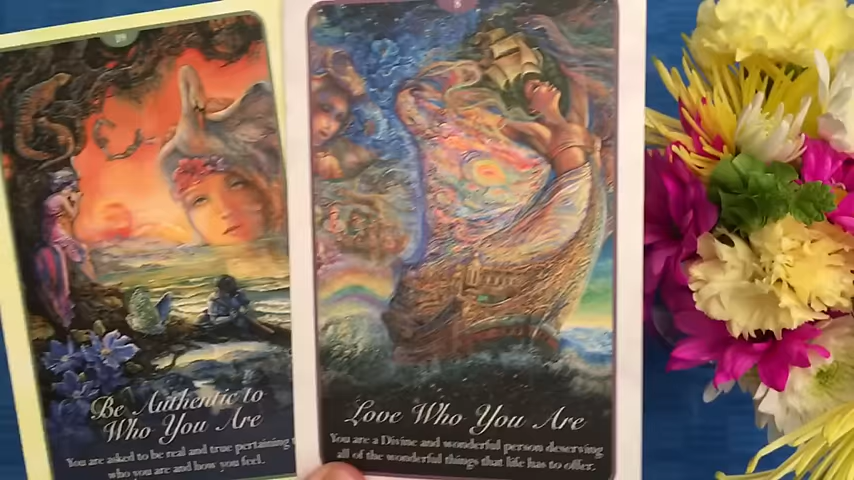 Be Authentic to
Who You Are
You are asked to be real and true pertaining
who you are and how you feel.
8
Love Who You Are
You are a Divine and wonderful person deserving
all of the wonderful things that life has to offer.